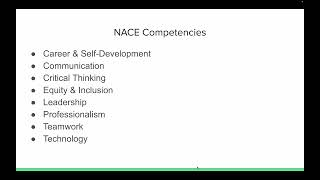 NACE Competencies
● Career & Self-Development
● Communication
● Critical Thinking
● Equity & Inclusion
● Leadership
● Professionalism
● Teamwork
● Technology